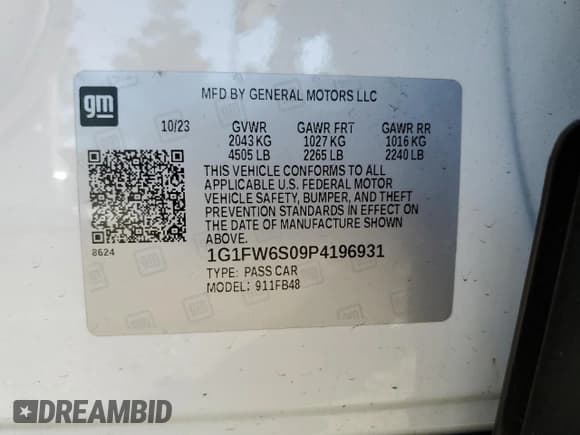 gm
MFD BY GENERAL MOTORS LLC
10/23 GVWR GAWR FRT GAWR RR
2043 KG 1027 KG 1016 KG
4505 LB 2265 LB 2240 LB
THIS VEHICLE CONFORMS TO ALL
APPLICABLE U.S. FEDERAL MOTOR
VEHICLE SAFETY, BUMPER, AND THEFT
PREVENTION STANDARDS IN EFFECT ON
THE DATE OF MANUFACTURE SHOWN
ABOVE.
8624
1G1FW6S09P4196931
TYPE: PASS CAR
MODEL: 911FB48
DREAMBID